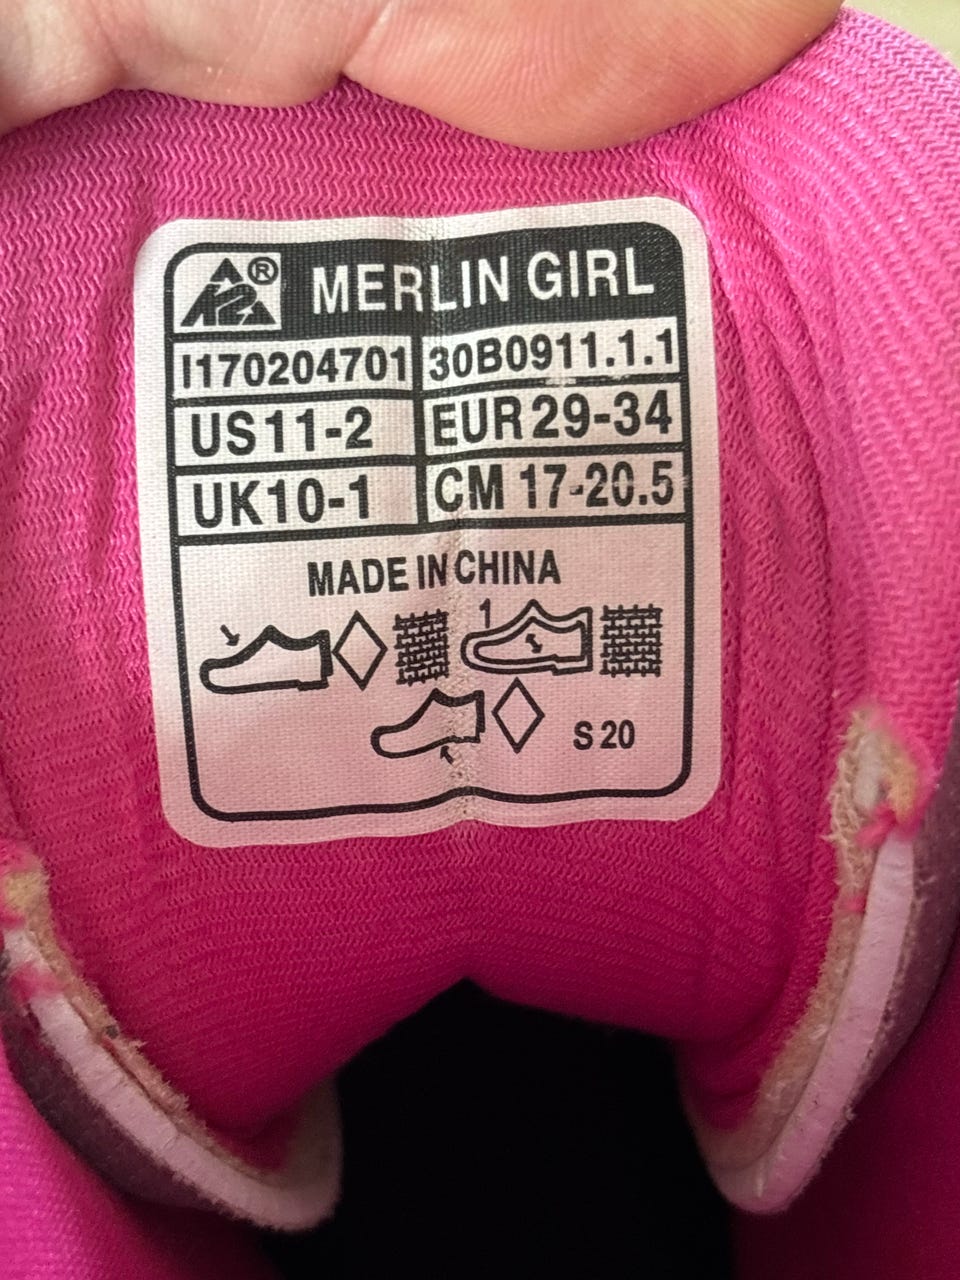 ® MERLIN GIRL
I170204701 30B0911.1.1
US11-2 EUR 29-34
UK10-1 CM 17-20.5
MADE IN CHINA
1
S 20